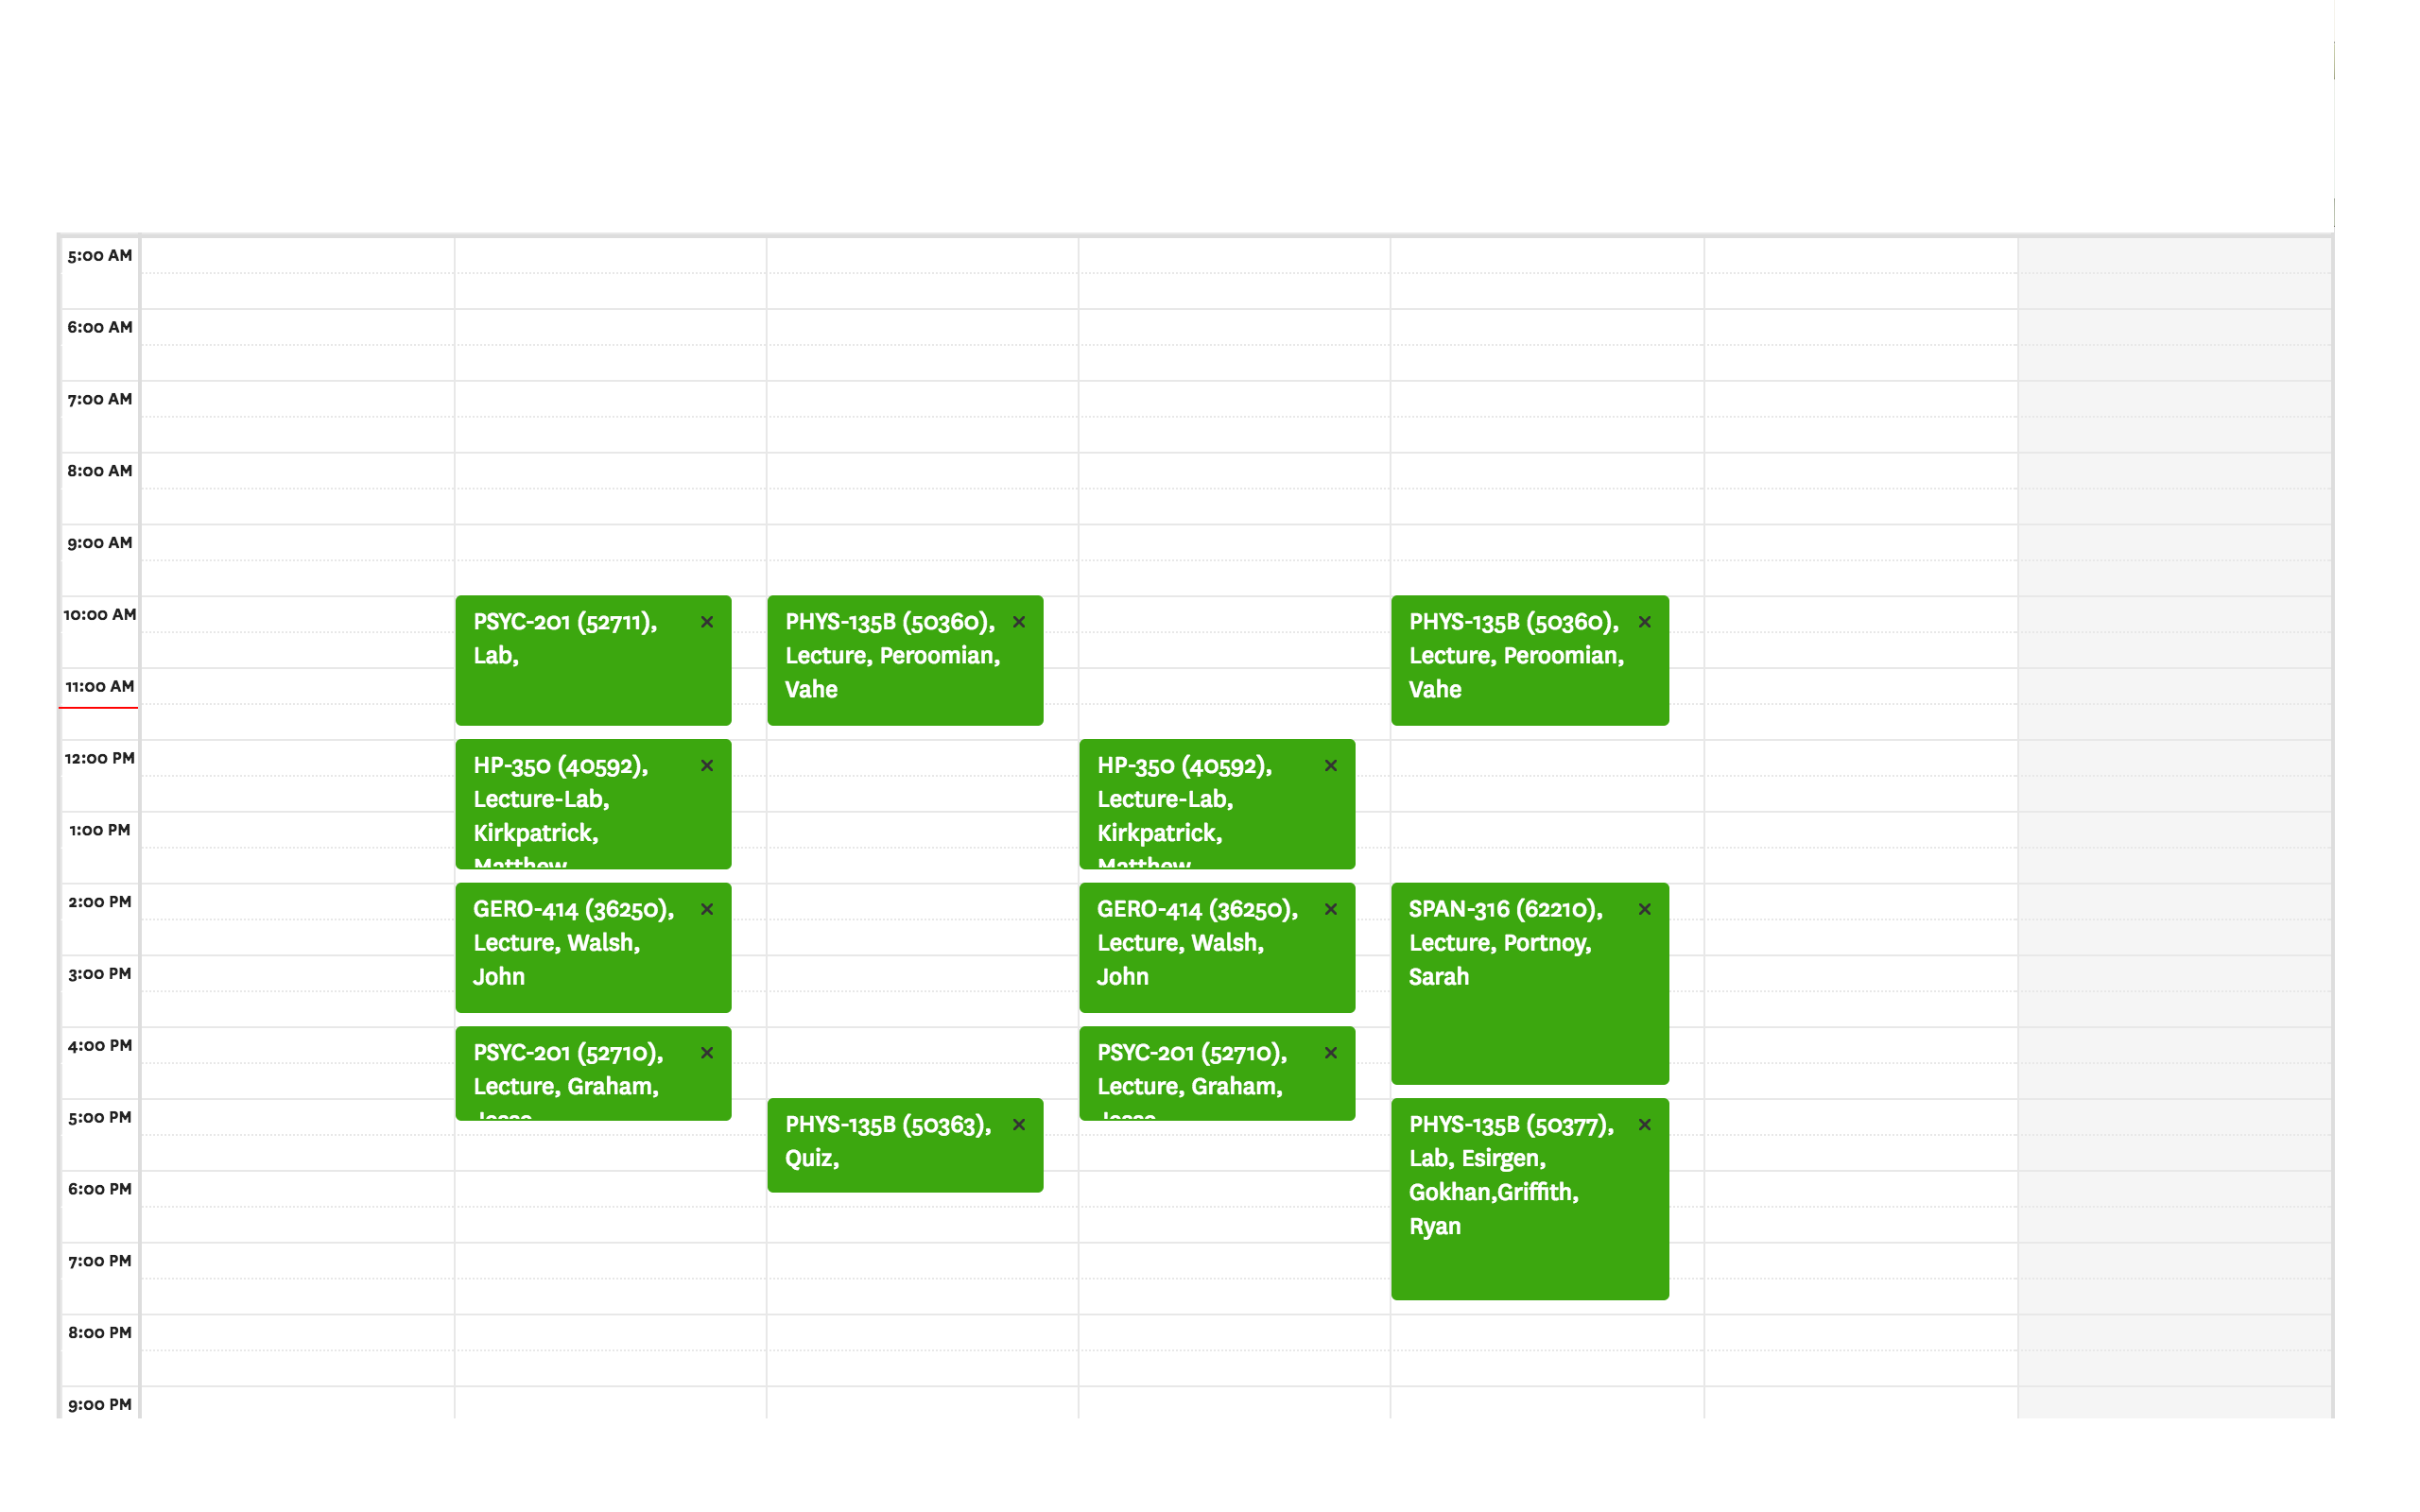 5:00 AM
6:00 AM
7:00 AM
8:00 AM
9:00 AM
10:00 AM
11:00 AM
12:00 PM
1:00 PM
2:00 PM
3:00 PM
4:00 PM
5:00 PM
6:00 PM
7:00 PM
8:00 PM
9:00 PM
PSYC-201 (52711),
Lab,
HP-350 (40592),
Lecture-Lab,
Kirkpatrick,
Matthew
GERO-414 (36250),
Lecture, Walsh,
John
PSYC-201 (52710),
Lecture, Graham,
PHYS-135B (50360),
Lecture, Peroomian,
Vahe
PHYS-135B (50363),
Quiz,
HP-350 (40592),
Lecture-Lab,
Kirkpatrick,
Matthew
GERO-414 (36250),
Lecture, Walsh,
John
PSYC-201 (52710),
Lecture, Graham,
PHYS-135B (50360),
Lecture, Peroomian,
Vahe
SPAN-316 (62210),
Lecture, Portnoy,
Sarah
PHYS-135B (50377),
Lab, Esirgen,
Gokhan,Griffith,
Ryan